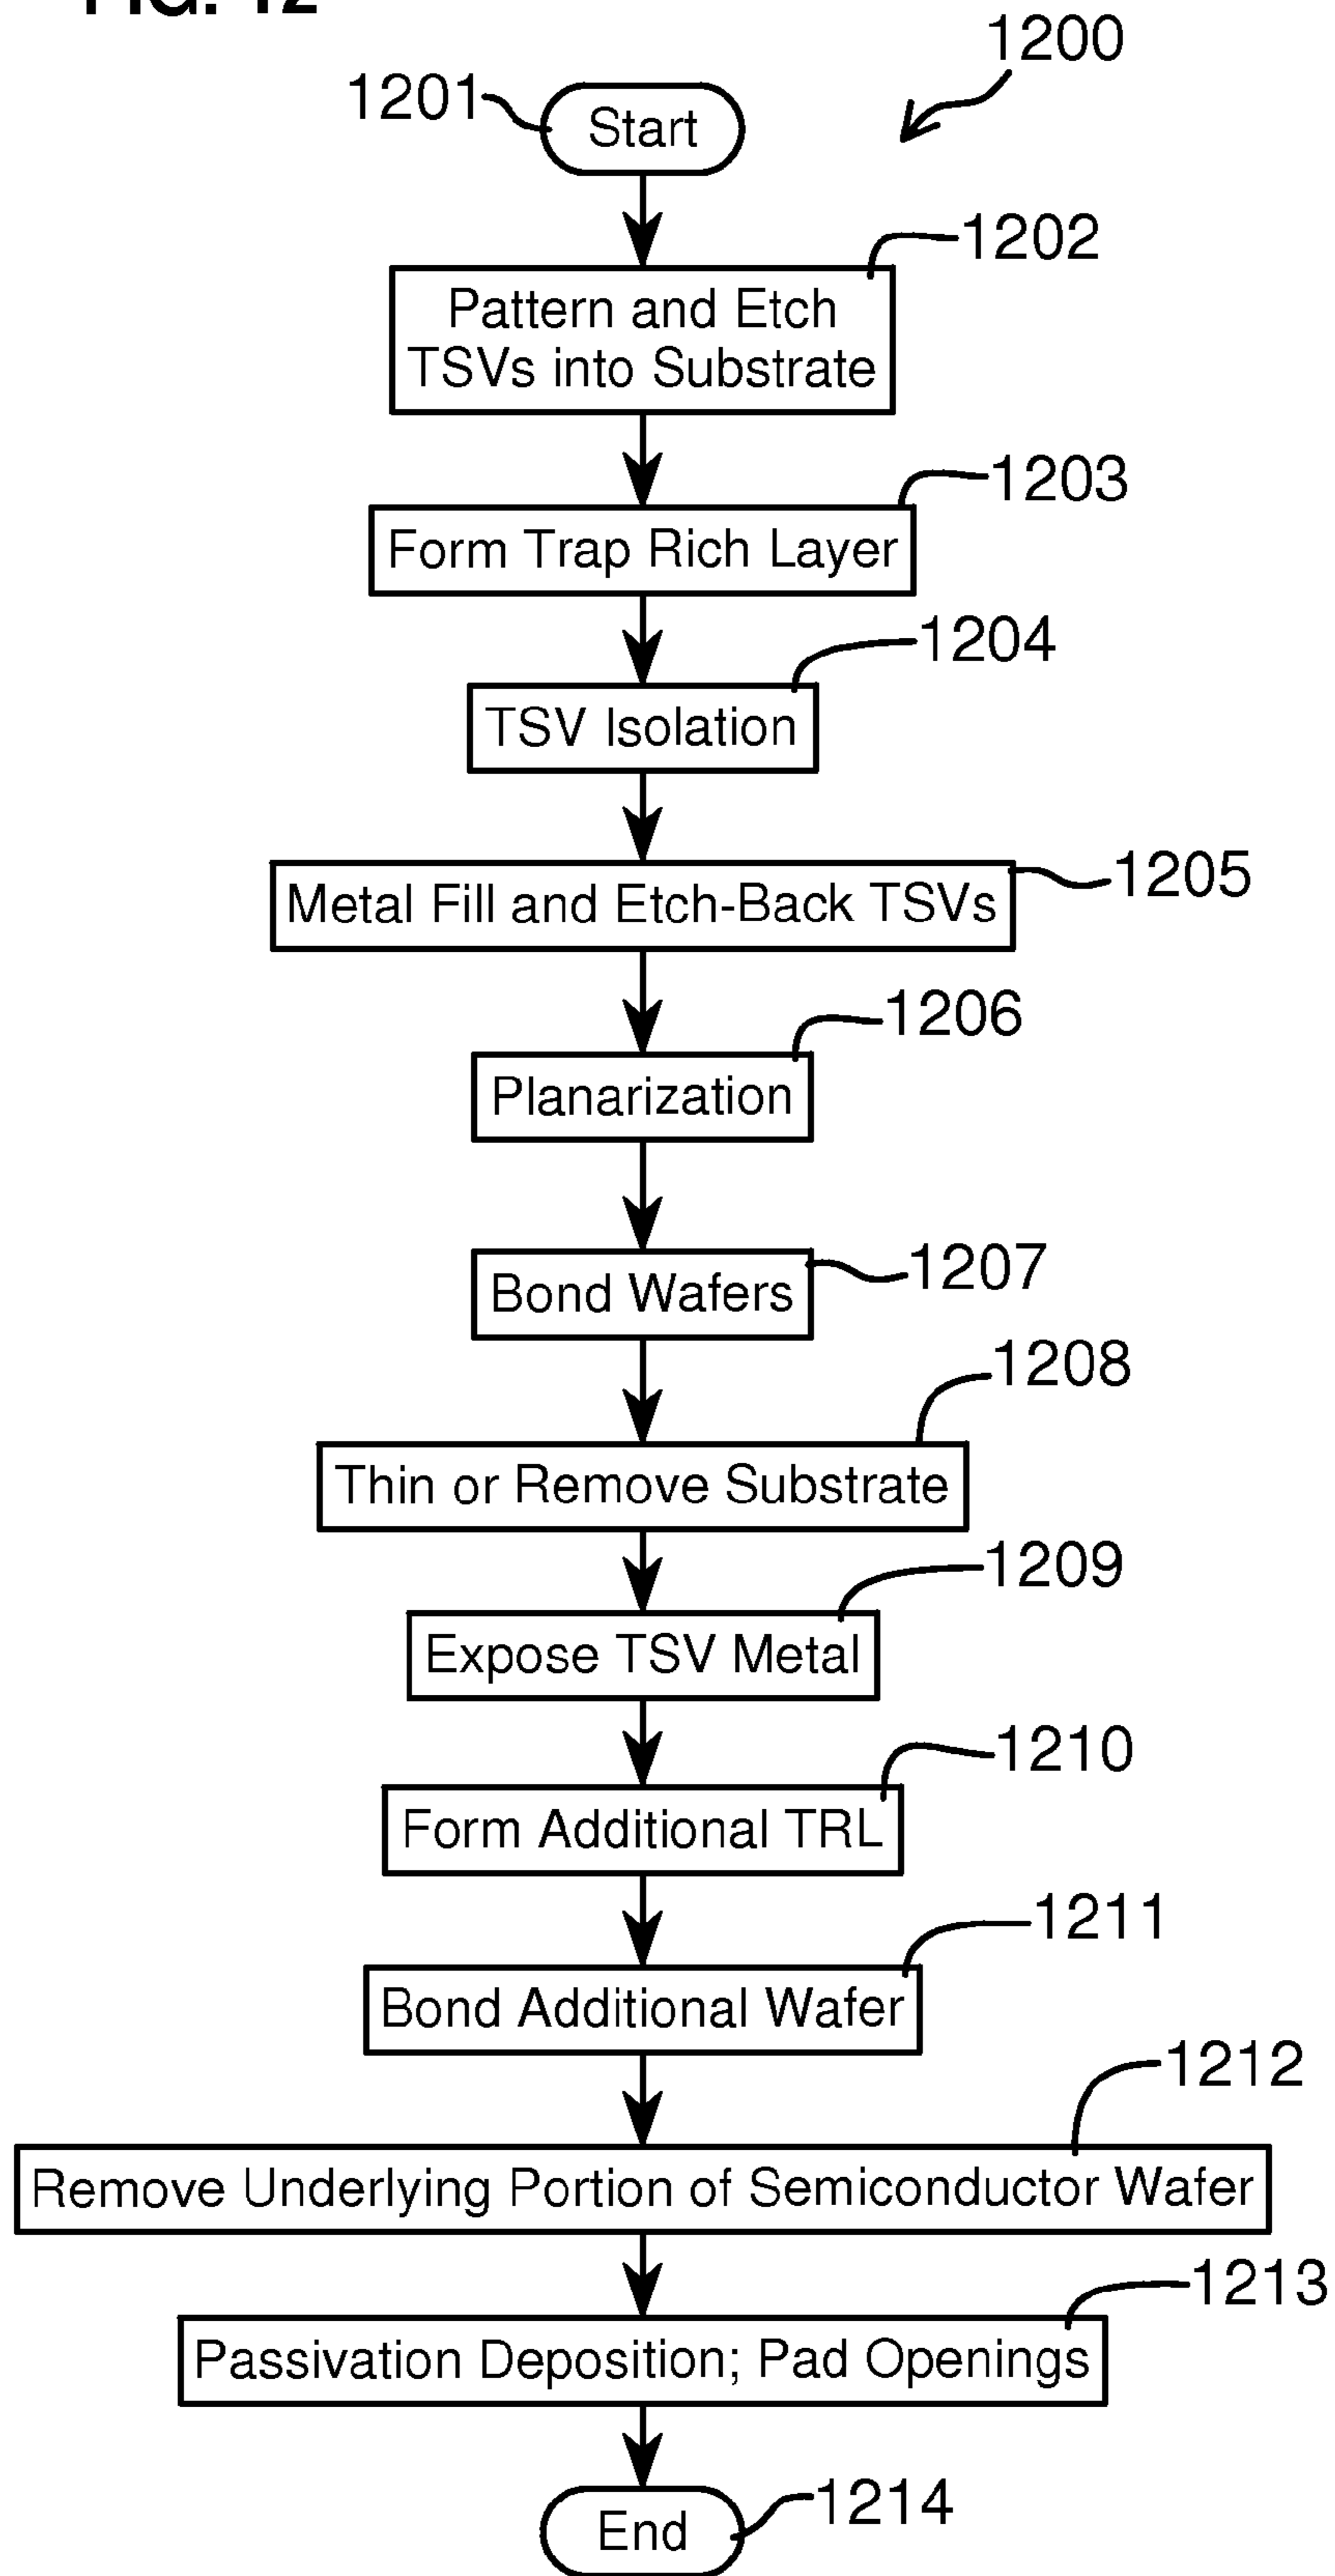 FIG. 12
1200
1201
Start
1202
Pattern and Etch
TSVs into Substrate
1203
Form Trap Rich Layer
1204
TSV Isolation
1205
Metal Fill and Etch-Back TSVs
1206
Planarization
1207
Bond Wafers
1208
Thin or Remove Substrate
1209
Expose TSV Metal
1210
Form Additional TRL
1211
Bond Additional Wafer
1212
Remove Underlying Portion of Semiconductor Wafer
1213
Passivation Deposition; Pad Openings
1214
End